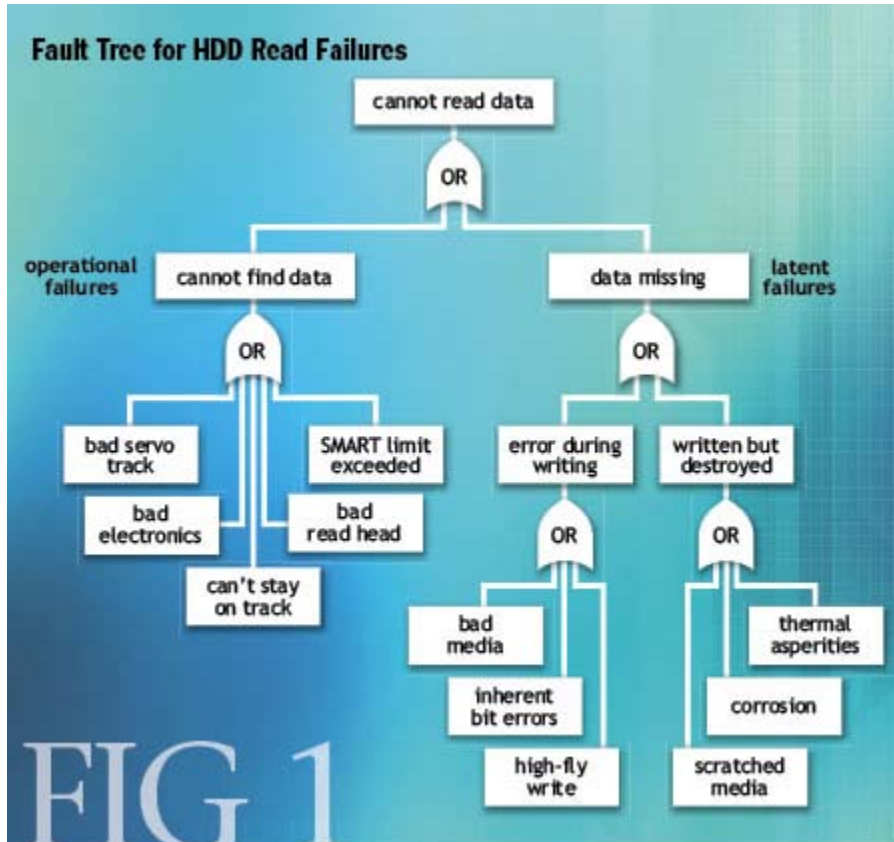 Fault Tree for HDD Read Failures
cannot read data
OR
operational
failures
cannot find data
data missing
latent
failures
OR
OR
bad servo
track
SMART limit
exceeded
error during
writing
written but
destroyed
bad
electronics
bad
read head
OR
OR
can't stay
on track
bad
media
thermal
asperities
inherent
bit errors
corrosion
high-fly
write
scratched
media
FIG 1